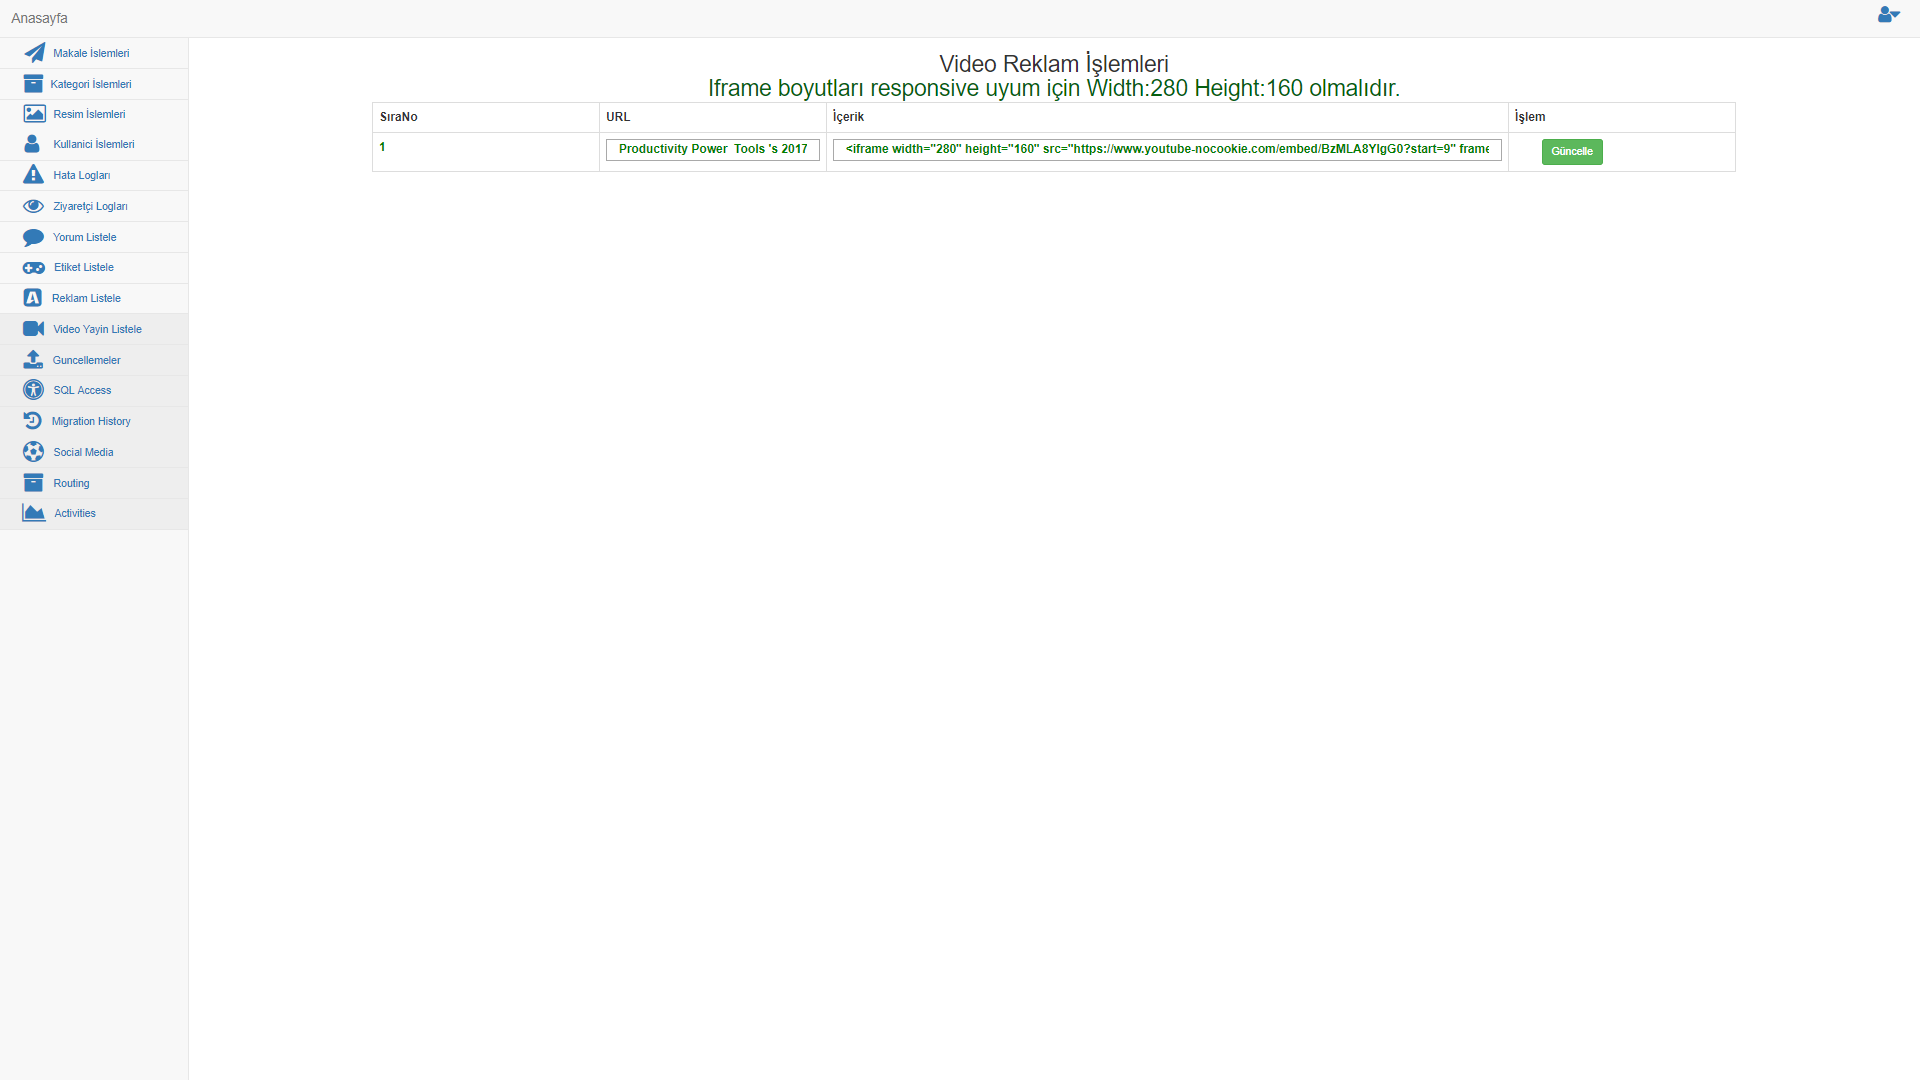 Anasayfa
Makale İslemleri
Kategori İslemleri
Resim İslemleri
Kullanici İslemleri
Hata Logları
Ziyaretçi Logları
Yorum Listele
Etiket Listele
Reklam Listele
Video Yayin Listele
Guncellemeler
SQL Access
Migration History
Social Media
Routing
Activities
Video Reklam İşlemleri
Iframe boyutları responsive uyum için Width:280 Height:160 olmalıdır.
SıraNo URL İçerik İşlem
1 Productivity Power Tools 's 2017 <iframe width="280" height="160" src="https://www.youtube-nocookie.com/embed/BzMLA8YIgG0?start=9" frame Güncelle